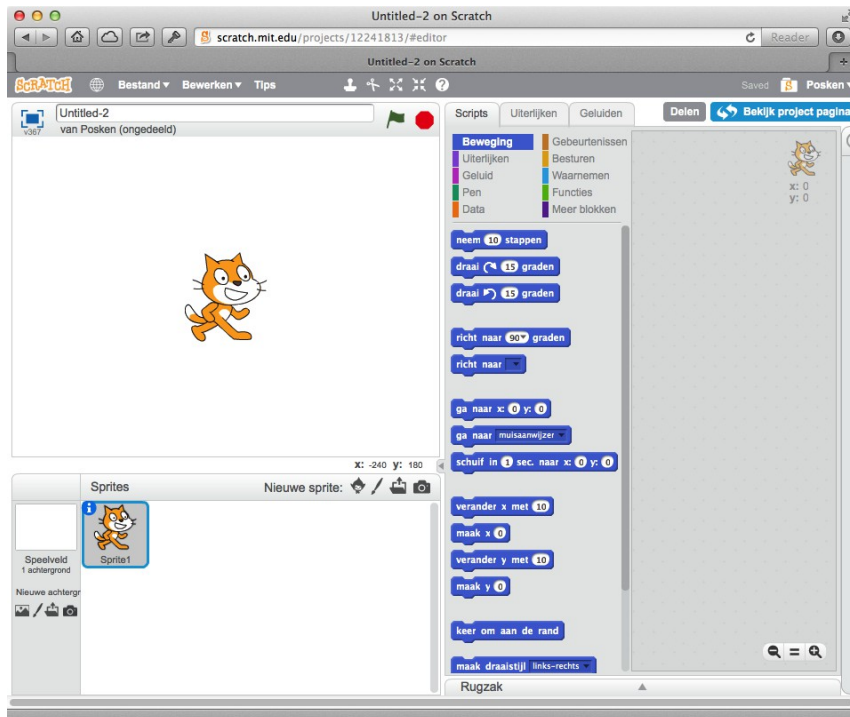 Untitled-2 on Scratch
scratch.mit.edu/projects/12241813/#editor
Reader
Untitled-2 on Scratch
SCRATCH Bestand Bewerken Tips Saved S Posken
v367
Untitled-2
van Posken (ongedeeld)
Scripts Uiterlijken Geluiden Delen Bekijk project pagina
Beweging Gebeurtenissen
Uiterlijken Besturen
Geluid Waarnemen
Pen Functies
Data Meer blokken
x: 0
y: 0
neem 10 stappen
draai 15 graden
draai 15 graden
richt naar 90 graden
richt naar
ga naar x: 0 y: 0
ga naar muisaanwijzer
schuif in 1 sec. naar x: 0 y: 0
verander x met 10
maak x 0
verander y met 10
maak y 0
keer om aan de rand
maak draaistijl links-rechts
X: -240 y: 180
Sprites Nieuwe sprite:
Speelveld
1 achtergrond
Nieuwe achtergr
Sprite1
Rugzak